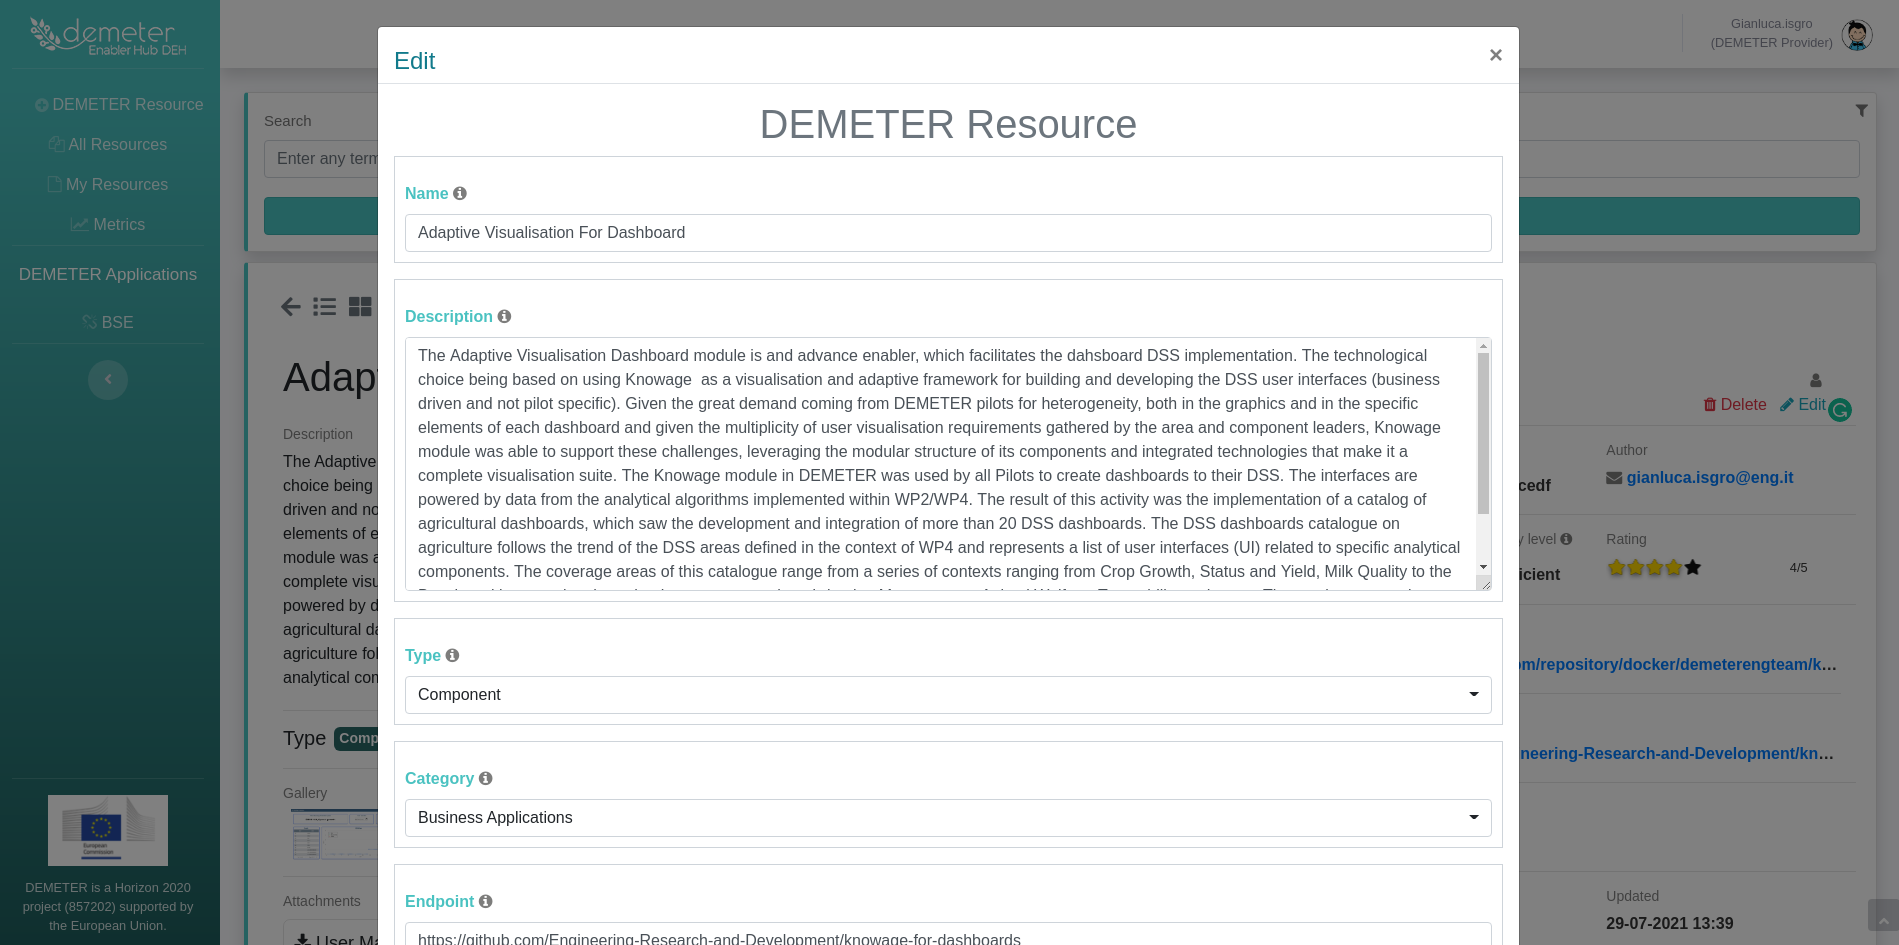 demeter
Enabler Hub DEH
DEMETER Resource
All Resources
My Resources
Metrics
DEMETER Applications
BSE
European
Commission
DEMETER is a Horizon 2020
project (857202) supported by
the European Union.
Gianluca.isgro
(DEMETER Provider)
Search
Enter any term
Adap
Description
The Adaptive
choice being
driven and no
elements of e
module was a
complete visu
powered by d
agricultural da
agriculture fol
analytical con
Type Comp
Gallery
Attachments
User Ma
Edit
×
DEMETER Resource
Name
Adaptive Visualisation For Dashboard
Description
The Adaptive Visualisation Dashboard module is and advance enabler, which facilitates the dahsboard DSS implementation. The technological
choice being based on using Knowage  as a visualisation and adaptive framework for building and developing the DSS user interfaces (business
driven and not pilot specific). Given the great demand coming from DEMETER pilots for heterogeneity, both in the graphics and in the specific
elements of each dashboard and given the multiplicity of user visualisation requirements gathered by the area and component leaders, Knowage
module was able to support these challenges, leveraging the modular structure of its components and integrated technologies that make it a
complete visualisation suite. The Knowage module in DEMETER was used by all Pilots to create dashboards to their DSS. The interfaces are
powered by data from the analytical algorithms implemented within WP2/WP4. The result of this activity was the implementation of a catalog of
agricultural dashboards, which saw the development and integration of more than 20 DSS dashboards. The DSS dashboards catalogue on
agriculture follows the trend of the DSS areas defined in the context of WP4 and represents a list of user interfaces (UI) related to specific analytical
components. The coverage areas of this catalogue range from a series of contexts ranging from Crop Growth, Status and Yield, Milk Quality to the
Type
Component
Category
Business Applications
Endpoint
https://github.com/Engineering-Research-and-Development/knowage-for-dashboards
Delete Edit
Author
cedf
gianluca.isgro@eng.it
y level
Rating
icient
4/5
om/repository/docker/demeterengteam/k...
neering-Research-and-Development/kn...
Updated
29-07-2021 13:39